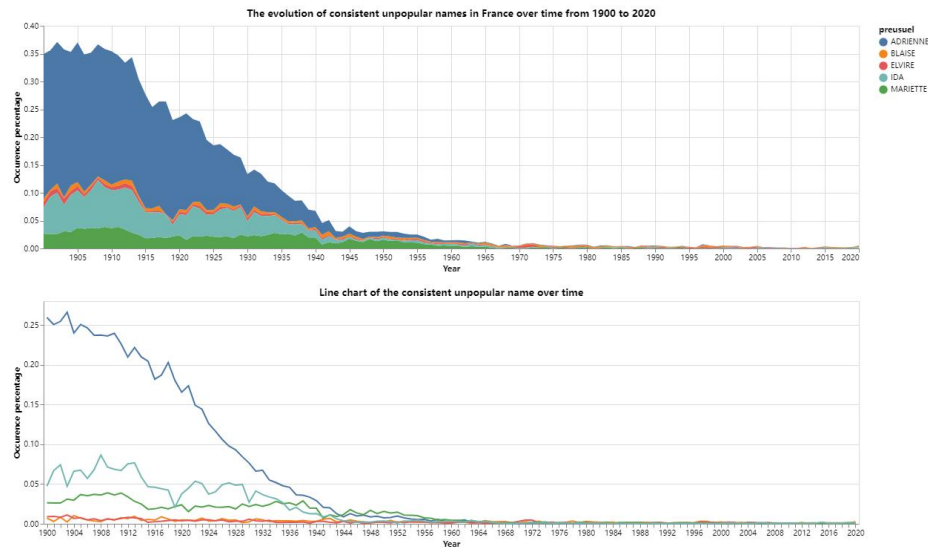 The evolution of consistent unpopular names in France over time from 1900 to 2020
preusuel
ADRIENNE
BLAISE
ELVIRE
IDA
MARIETTE
0.40
0.35
0.30
0.25
0.20
0.15
0.10
0.05
0.00
Occurence percentage
1905 1910 1915 1920 1925 1930 1935 1940 1945 1950 1955 1960 1965 1970 1975 1980 1985 1990 1995 2000 2005 2010 2015 2020
Year
Line chart of the consistent unpopular name over time
0.25
0.20
0.15
0.10
0.05
0.00
Occurence percentage
1900 1904 1908 1912 1916 1920 1924 1928 1932 1936 1940 1944 1948 1952 1956 1960 1964 1968 1972 1976 1980 1984 1988 1992 1996 2000 2004 2008 2012 2016 2020
Year